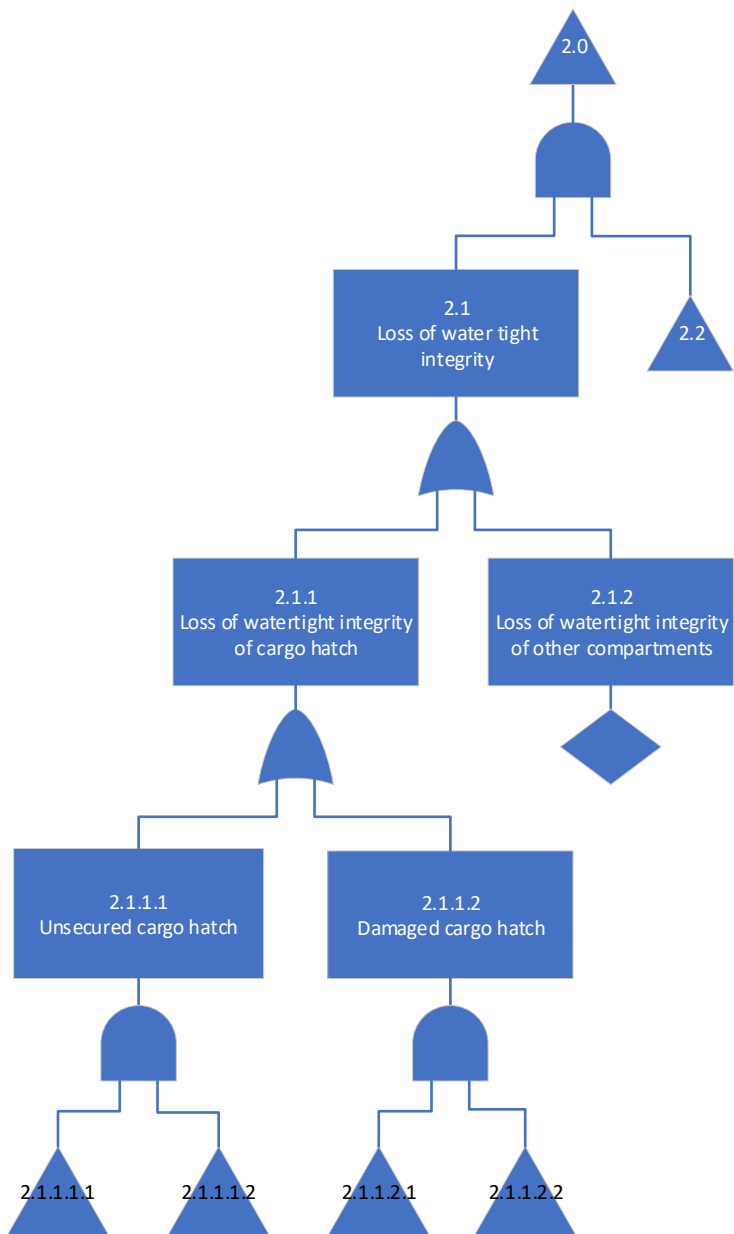 2.0
2.1
Loss of water tight
integrity
2.2
2.1.1
Loss of watertight integrity
of cargo hatch
2.1.2
Loss of watertight integrity
of other compartments
2.1.1.1
Unsecured cargo hatch
2.1.1.2
Damaged cargo hatch
2.1.1.1.1
2.1.1.1.2
2.1.1.2.1
2.1.1.2.2